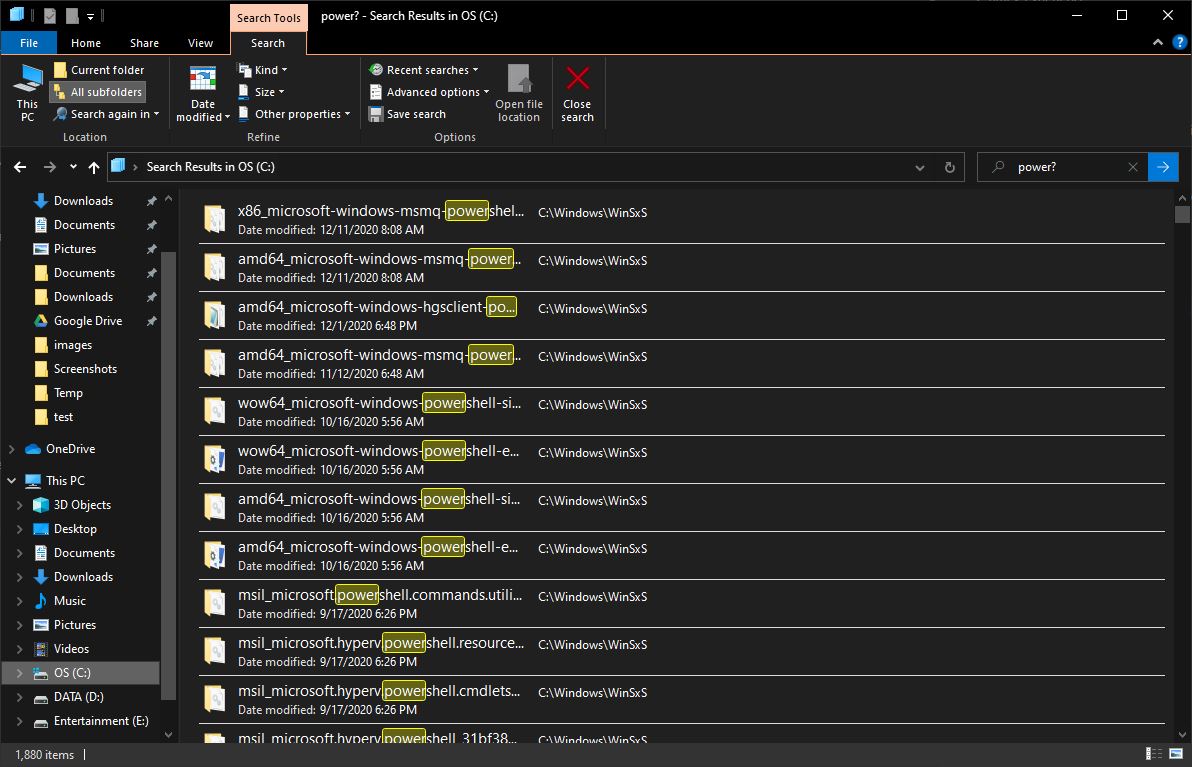 Search Tools
power? - Search Results in OS (C:)
File Home Share View Search
This PC
Current folder
All subfolders
Search again in
Location
Date modified
Kind
Size
Other properties
Refine
Recent searches
Advanced options
Save search
Open file location
Options
Close search
Search Results in OS (C:)
power?
Downloads
Documents
Pictures
Documents
Downloads
Google Drive
images
Screenshots
Temp
test
OneDrive
This PC
3D Objects
Desktop
Documents
Downloads
Music
Pictures
Videos
OS (C:)
DATA (D:)
Entertainment (E:)
x86_microsoft-windows-msmq-powershel... C:\Windows\WinSxS
Date modified: 12/11/2020 8:08 AM
amd64_microsoft-windows-msmq-power... C:\Windows\WinSxS
Date modified: 12/11/2020 8:08 AM
amd64_microsoft-windows-hgsclient-po... C:\Windows\WinSxS
Date modified: 12/1/2020 6:48 PM
amd64_microsoft-windows-msmq-power... C:\Windows\WinSxS
Date modified: 11/12/2020 6:48 AM
wow64_microsoft-windows-powershell-si... C:\Windows\WinSxS
Date modified: 10/16/2020 5:56 AM
wow64_microsoft-windows-powershell-e... C:\Windows\WinSxS
Date modified: 10/16/2020 5:56 AM
amd64_microsoft-windows-powershell-si... C:\Windows\WinSxS
Date modified: 10/16/2020 5:56 AM
amd64_microsoft-windows-powershell-e... C:\Windows\WinSxS
Date modified: 10/16/2020 5:56 AM
msil_microsoft.powershell.commands.utili... C:\Windows\WinSxS
Date modified: 9/17/2020 6:26 PM
msil_microsoft.hyperv.powershell.resource... C:\Windows\WinSxS
Date modified: 9/17/2020 6:26 PM
msil_microsoft.hyperv.powershell.cmdlets... C:\Windows\WinSxS
Date modified: 9/17/2020 6:26 PM
msil_microsoft.hyperv.powershell_31bf38... C:\Windows\WinSxS
1,880 items